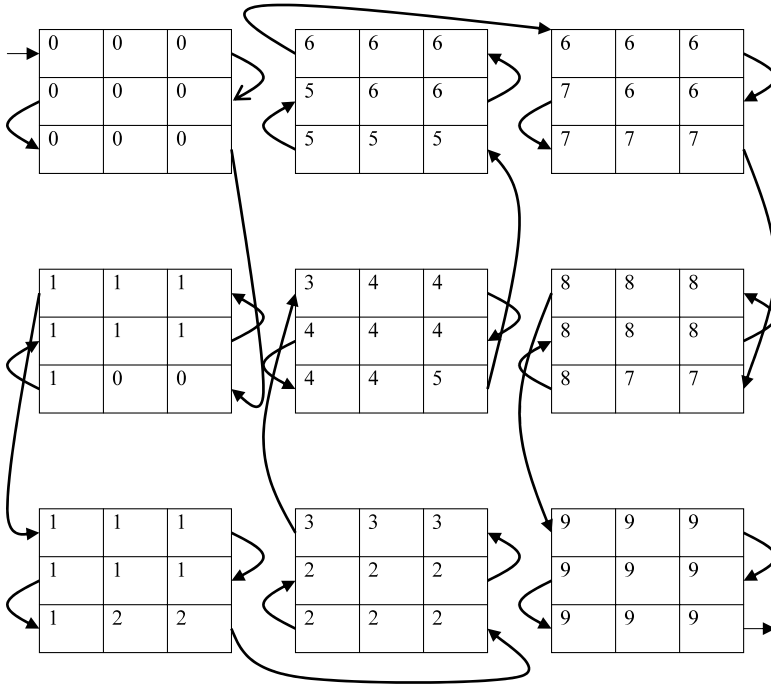 0 0 0 6 6 6 6 6 6
0 0 0 5 6 6 7 6 6
0 0 0 5 5 5 7 7 7
1 1 1 3 4 4 8 8 8
1 1 1 4 4 4 8 8 8
1 0 0 4 4 5 8 7 7
1 1 1 3 3 3 9 9 9
1 1 1 2 2 2 9 9 9
1 2 2 2 2 2 9 9 9